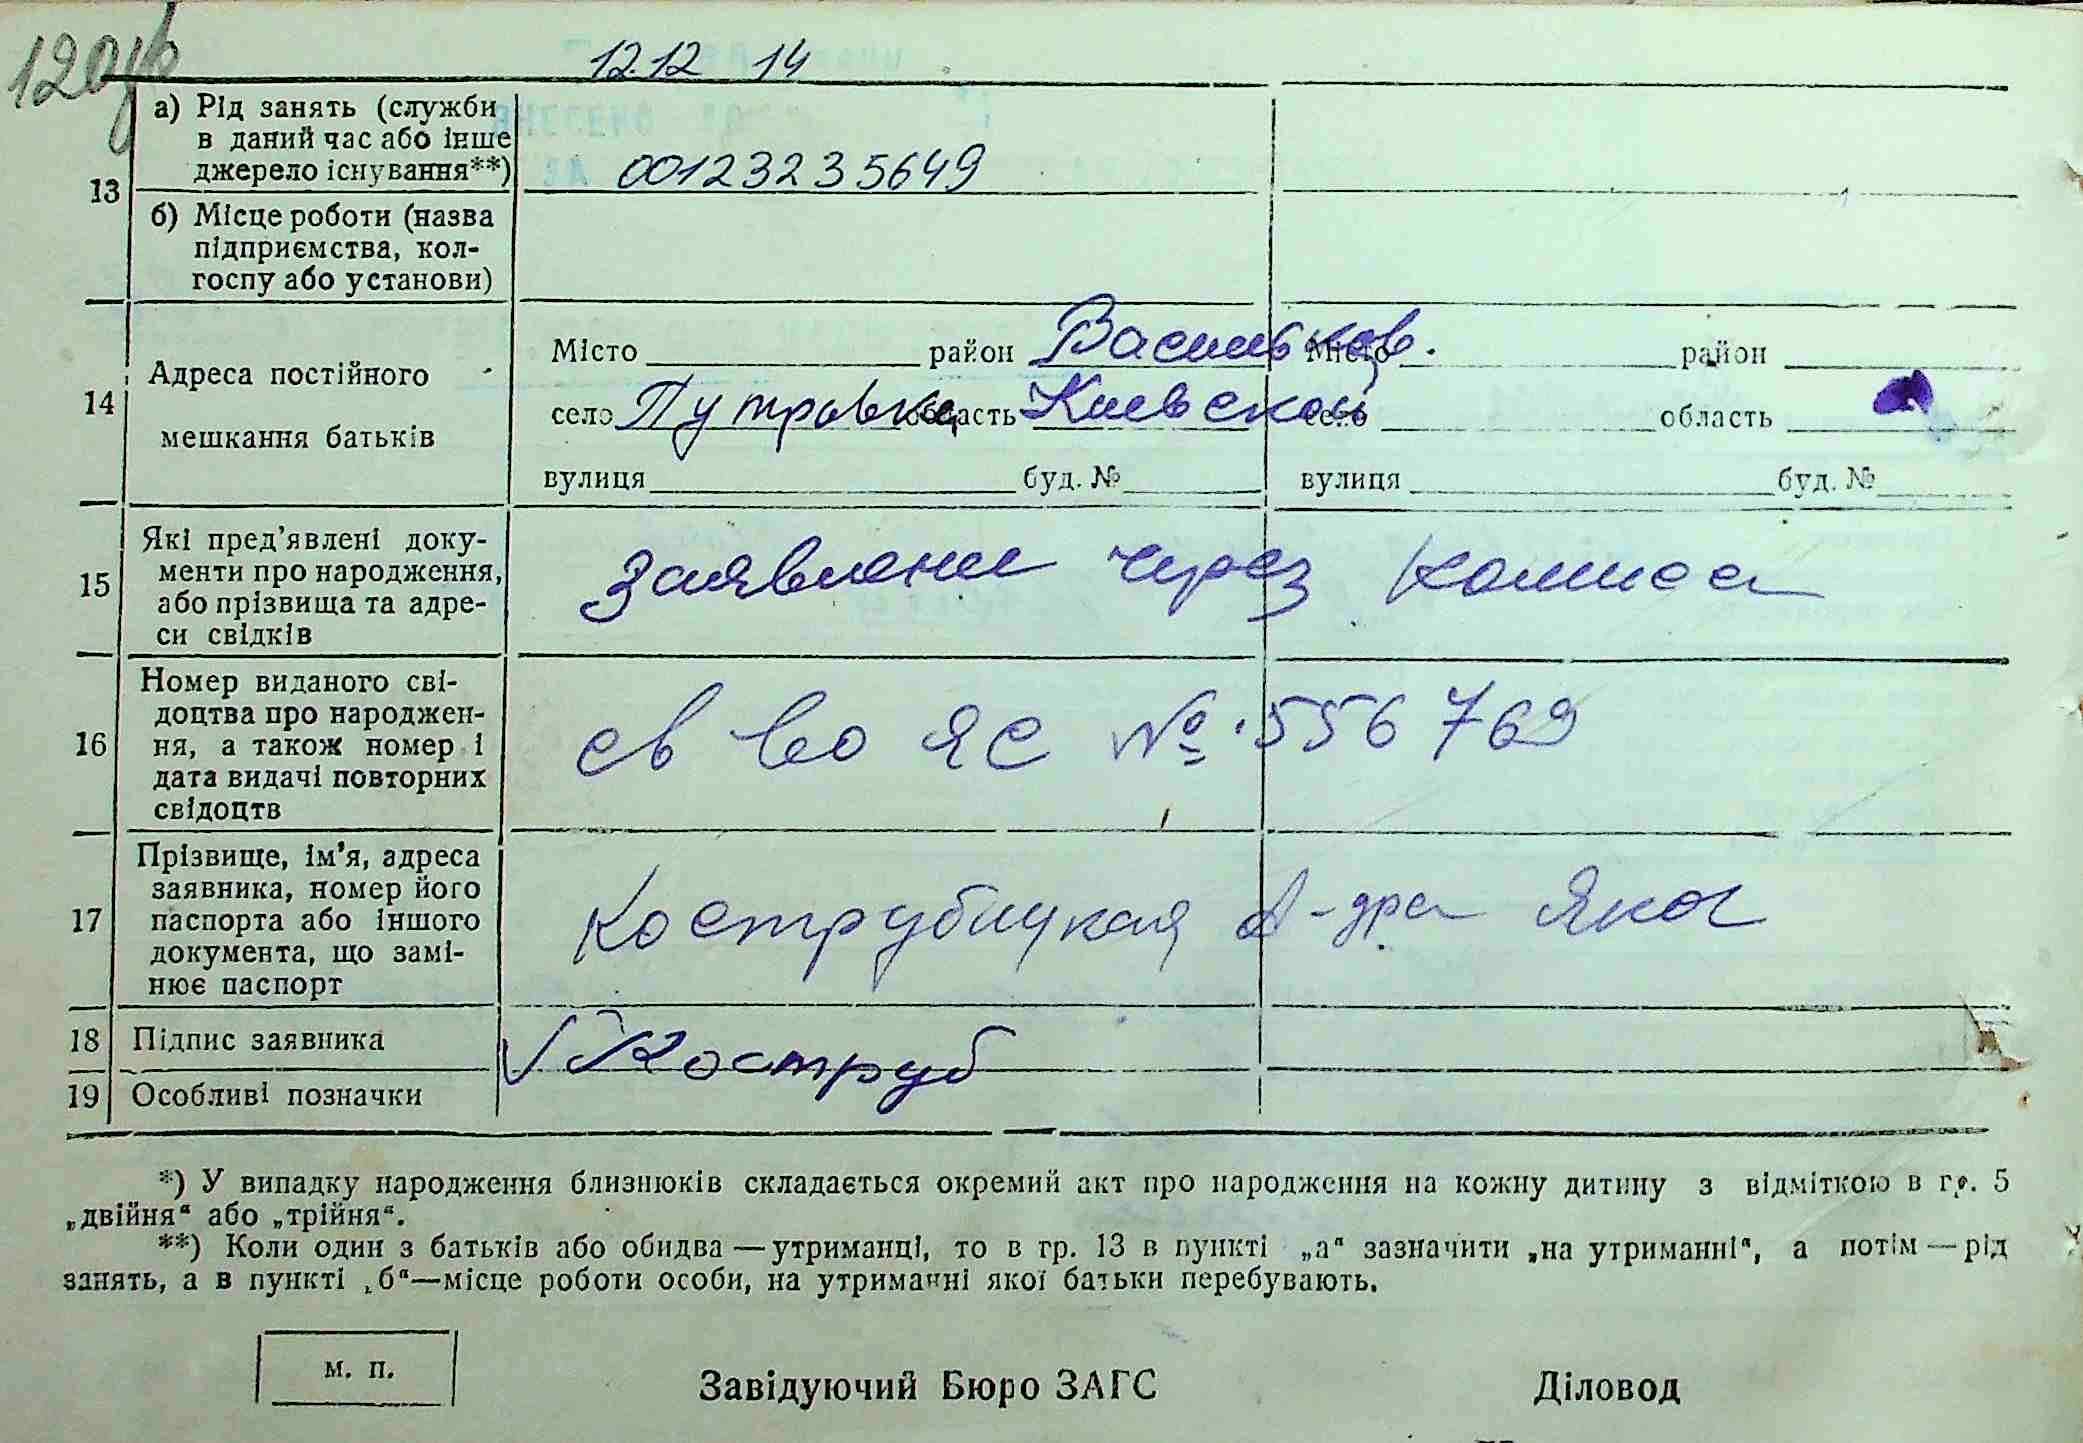 12.12 14
13
а) Рід занять (служби
в даний час або інше
джерело існування**)
00123235649
б) Місце роботи (назва
підприємства, кол-
госпу або установи)
14
Адреса постійного
мешкання батьків
Місто район Васильков. Місто район
село Путровка область Киевской село область
вулиця буд. № вулиця буд. №
15
Які пред'явлені доку-
менти про народження,
або прізвища та адре-
си свідків
Заявление через
16
Номер виданого сві-
доцтва про народжен-
ня, а також номер і
дата видачі повторних
свідоцтв
св во ЯС № 556769
17
Прізвище, ім'я, адреса
заявника, номер його
паспорта або іншого
документа, що замі-
нює паспорт
Кострубицкая А-дра Яков
18 Підпис заявника
Коструб
19 Особливі позначки
*) У випадку народження близнюків складається окремий акт про народження на кожну дитину з відміткою в гр. 5
„двійня“ або „трійня“.
**) Коли один з батьків або обидва — утриманці, то в гр. 13 в пункті „а“ зазначити „на утриманні“, а потім — рід
занять, а в пункті „б“ — місце роботи особи, на утриманні якої батьки перебувають.
м. п.
Завідуючий Бюро ЗАГС Діловод